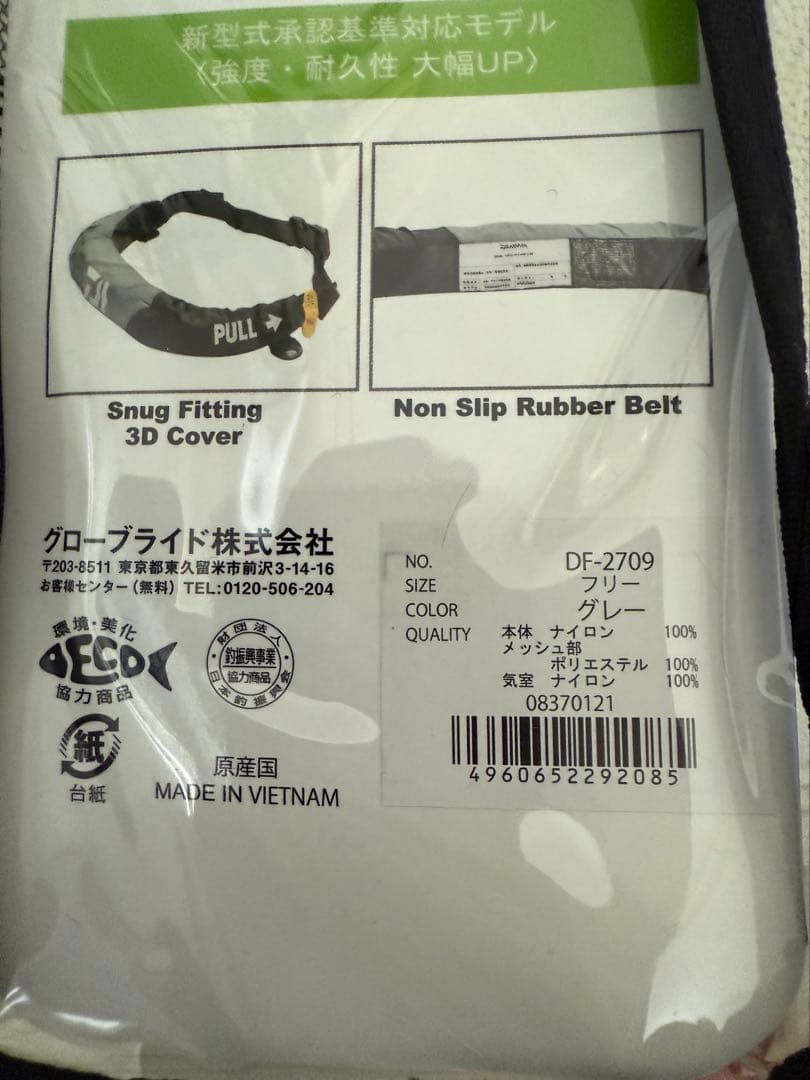 新型式承認基準対応モデル
〈強度・耐久性 大幅UP〉
PULL
DAIWA
Snug Fitting
3D Cover
Non Slip Rubber Belt
グローブライド株式会社
〒203-8511 東京都東久留米市前沢3-14-16
お客様センター(無料) TEL:0120-506-204
環境・美化
DECO
協力商品
財団法人
釣振興事業
協力商品
日本釣振興会
紙
台紙
原産国
MADE IN VIETNAM
NO. DF-2709
SIZE フリー
COLOR グレー
QUALITY 本体 ナイロン 100%
メッシュ部
ポリエステル 100%
気室 ナイロン 100%
08370121
4960652292085